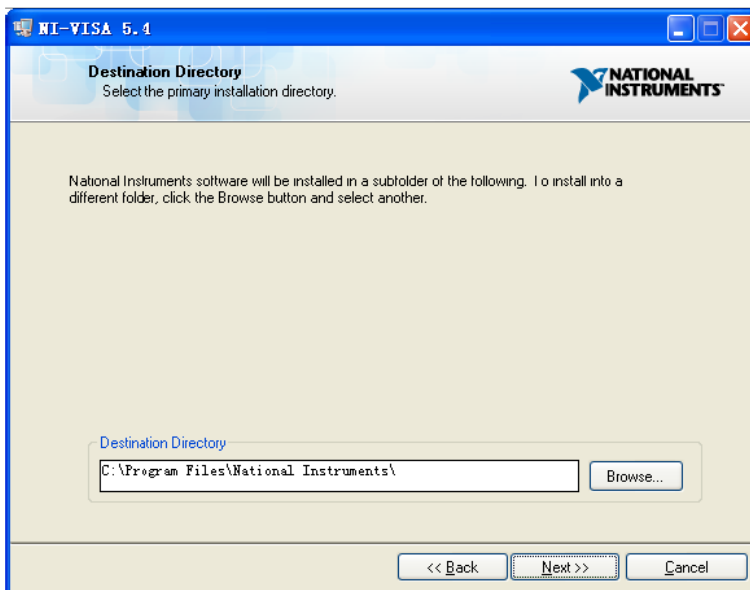 NI-VISA 5.4
Destination Directory
Select the primary installation directory.
NATIONAL
INSTRUMENTS™
National Instruments software will be installed in a subfolder of the following. To install into a
different folder, click the Browse button and select another.
Destination Directory
C:\Program Files\National Instruments\
Browse...
<< Back
Next >>
Cancel